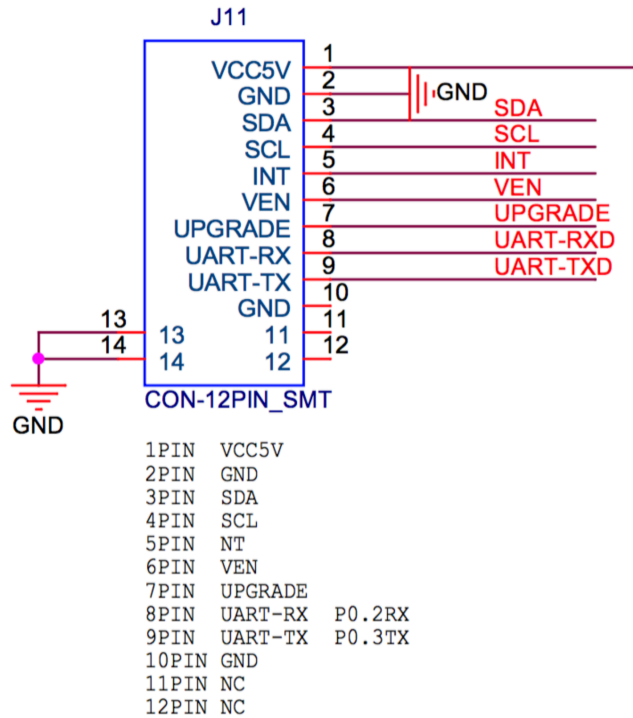 J11
VCC5V 1
GND 2
GND
SDA 3 SDA
SCL 4 SCL
INT 5 INT
VEN 6 VEN
UPGRADE 7 UPGRADE
UART-RX 8 UART-RXD
UART-TX 9 UART-TXD
GND 10
13 13 11 11
14 14 12 12
GND
CON-12PIN_SMT
1PIN VCC5V
2PIN GND
3PIN SDA
4PIN SCL
5PIN NT
6PIN VEN
7PIN UPGRADE
8PIN UART-RX P0.2RX
9PIN UART-TX P0.3TX
10PIN GND
11PIN NC
12PIN NC